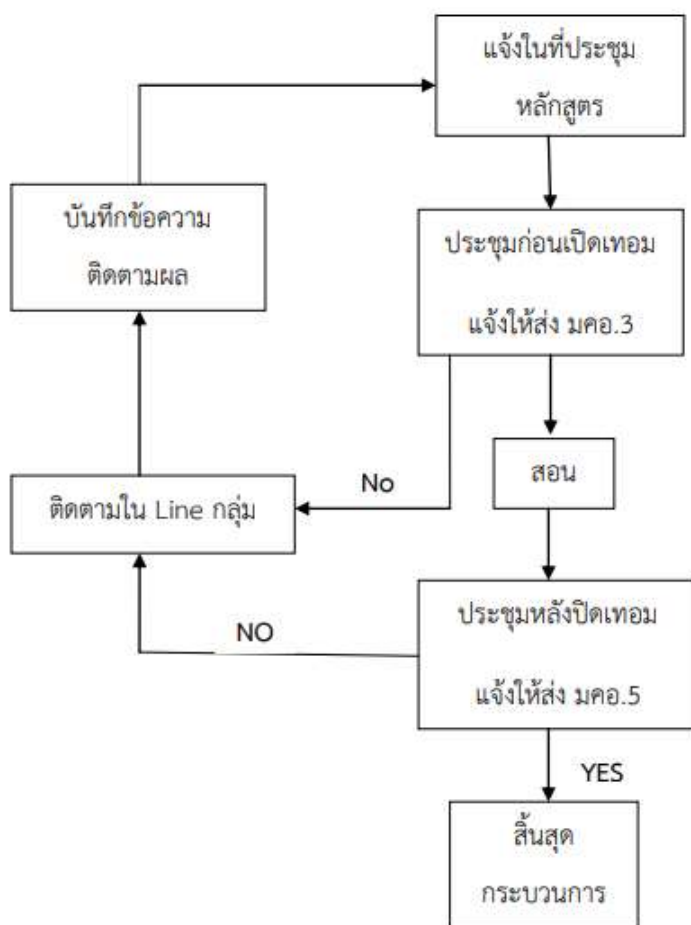 แจ้งในที่ประชุม
หลักสูตร
บันทึกข้อความ
ติดตามผล
ประชุมก่อนเปิดเทอม
แจ้งให้ส่ง มคอ.3
สอน
No
ติดตามใน Line กลุ่ม
ประชุมหลังปิดเทอม
แจ้งให้ส่ง มคอ.5
NO
YES
สิ้นสุด
กระบวนการ